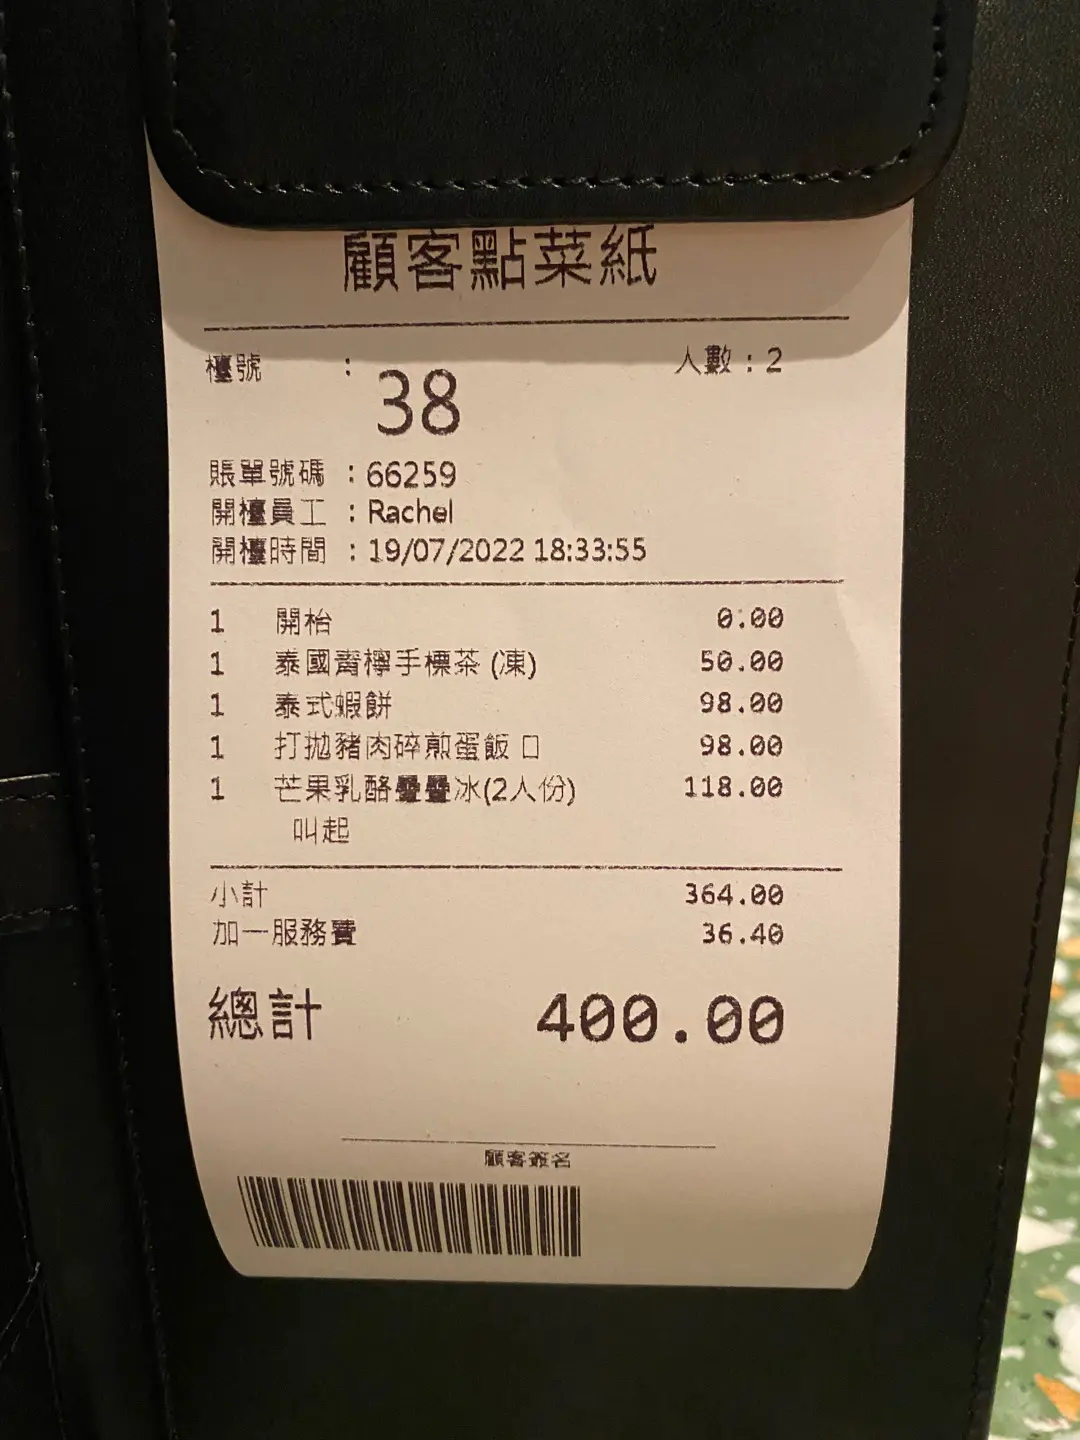 顧客點菜紙
檯號 : 38 人數 : 2
賬單號碼 : 66259
開檯員工 : Rachel
開檯時間 : 19/07/2022 18:33:55
1 開枱 0.00
1 泰國青檸手標茶 (凍) 50.00
1 泰式蝦餅 98.00
1 打拋豬肉碎煎蛋飯 口 98.00
1 芒果乳酪疊疊冰(2人份) 118.00
叫起
小計 364.00
加一服務費 36.40
總計 400.00
顧客簽名